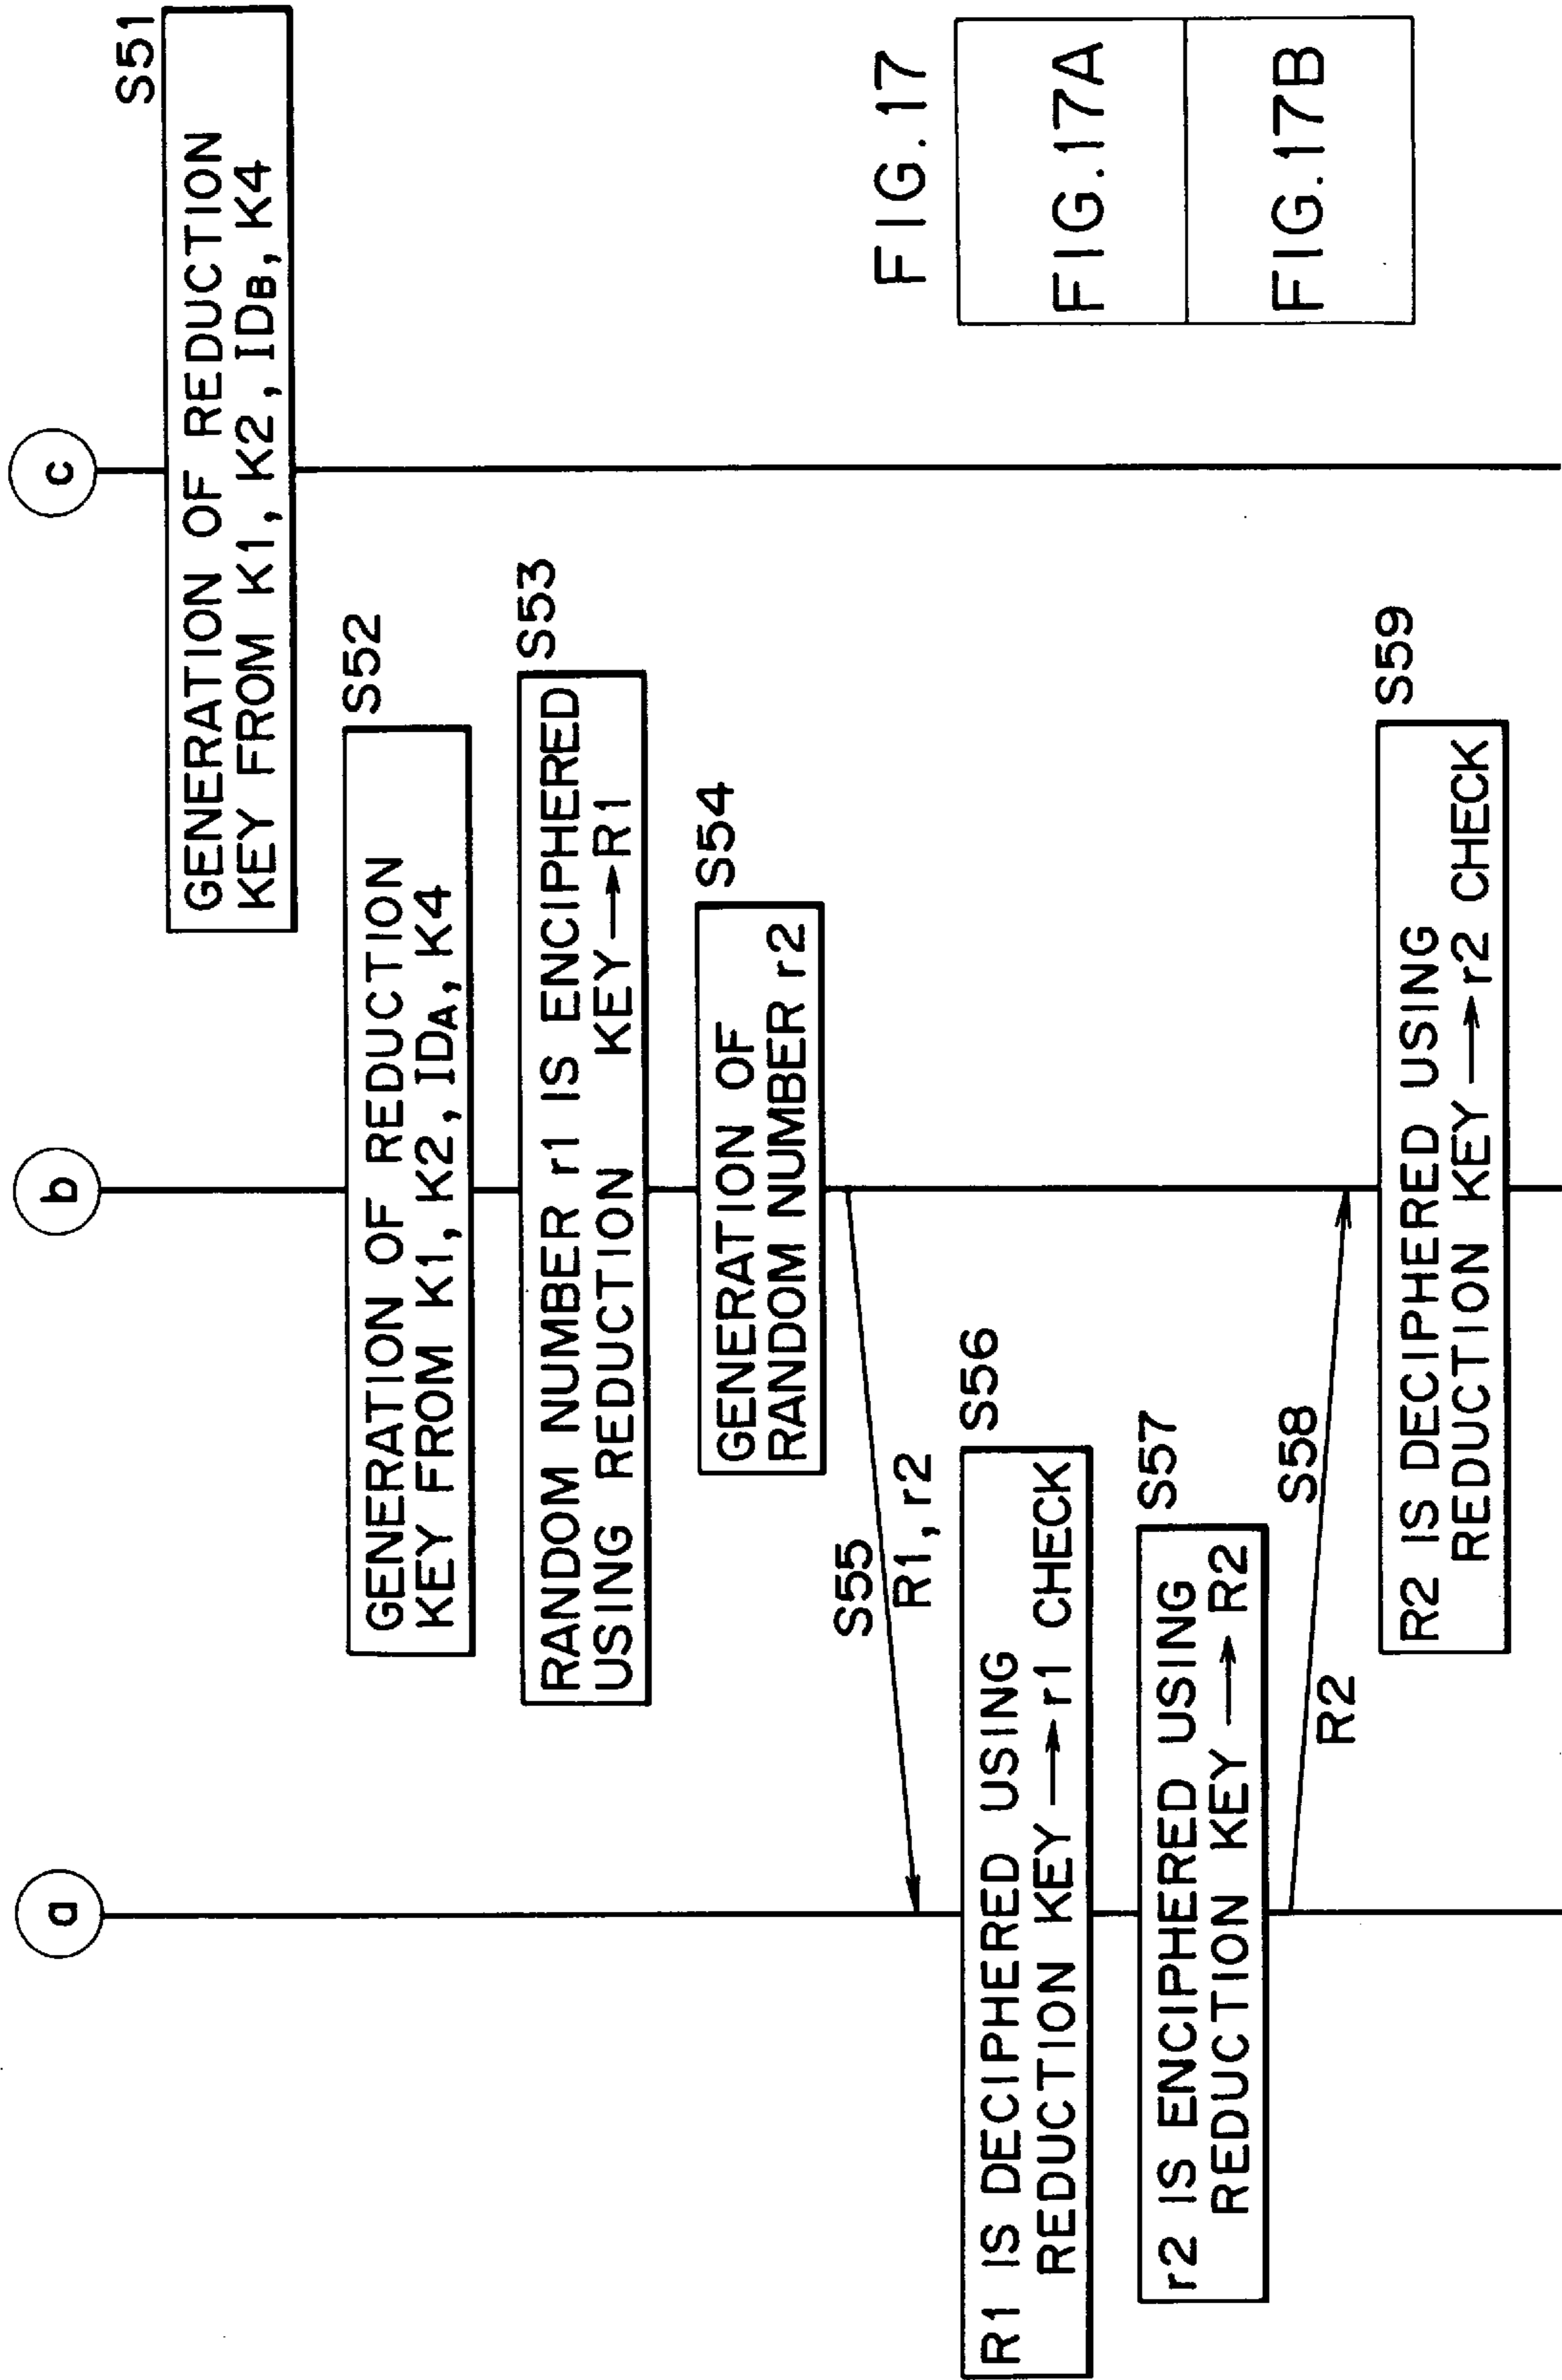 a
b
c
GENERATION OF REDUCTION
KEY FROM K1, K2, IDB, K4
S51
GENERATION OF REDUCTION
KEY FROM K1, K2, IDA, K4
S52
RANDOM NUMBER r1 IS ENCIPHERED
USING REDUCTION KEY→R1
S53
GENERATION OF
RANDOM NUMBER r2
S54
S55
R1, r2
R1 IS DECIPHERED USING
REDUCTION KEY→r1 CHECK
S56
r2 IS ENCIPHERED USING
REDUCTION KEY→R2
S57
R2
S58
R2 IS DECIPHERED USING
REDUCTION KEY→r2 CHECK
S59
FIG.17
FIG.17A
FIG.17B